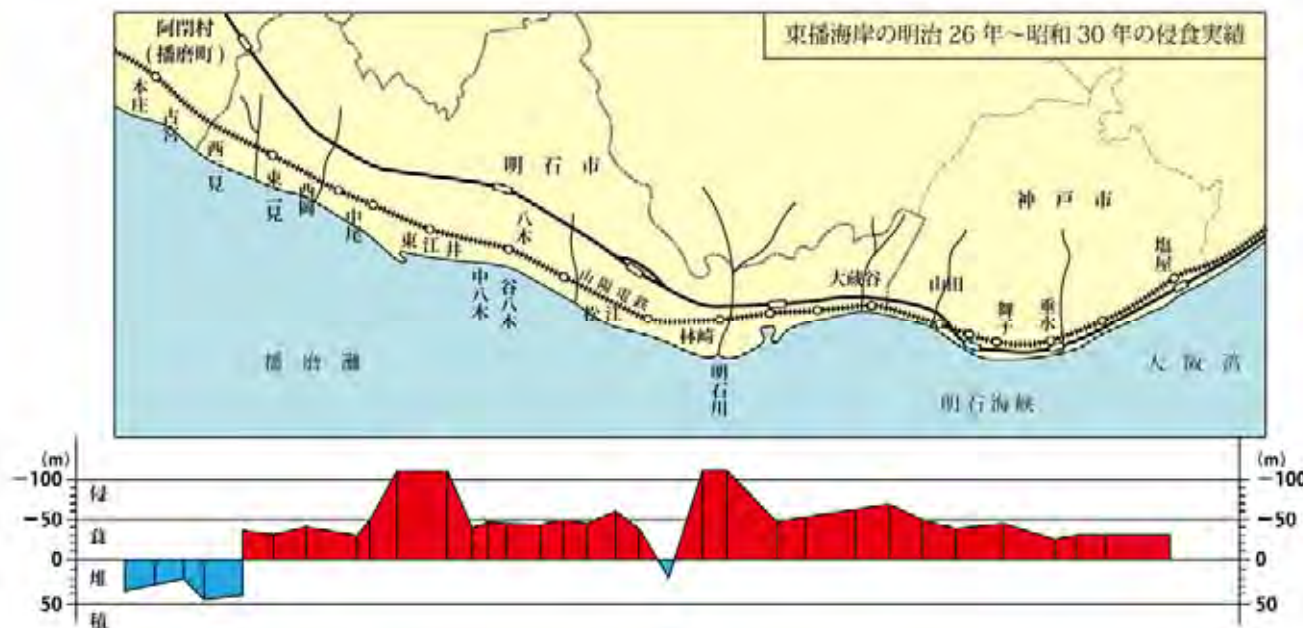 東播海岸の明治 26 年～昭和 30 年の侵食実績
阿閇村
(播磨町)
本庄
古宮
西
見
東二見
西岡
中尾
東江井
明石市
八木
中八木
谷八木
山陽電鉄
松江
林崎
明石川
大蔵谷
山田
神戸市
舞子
垂水
塩屋
播磨灘
明石海峡
大阪湾
(m)
−100
−50
0
50
侵食
堆積
(m)
−100
−50
0
50